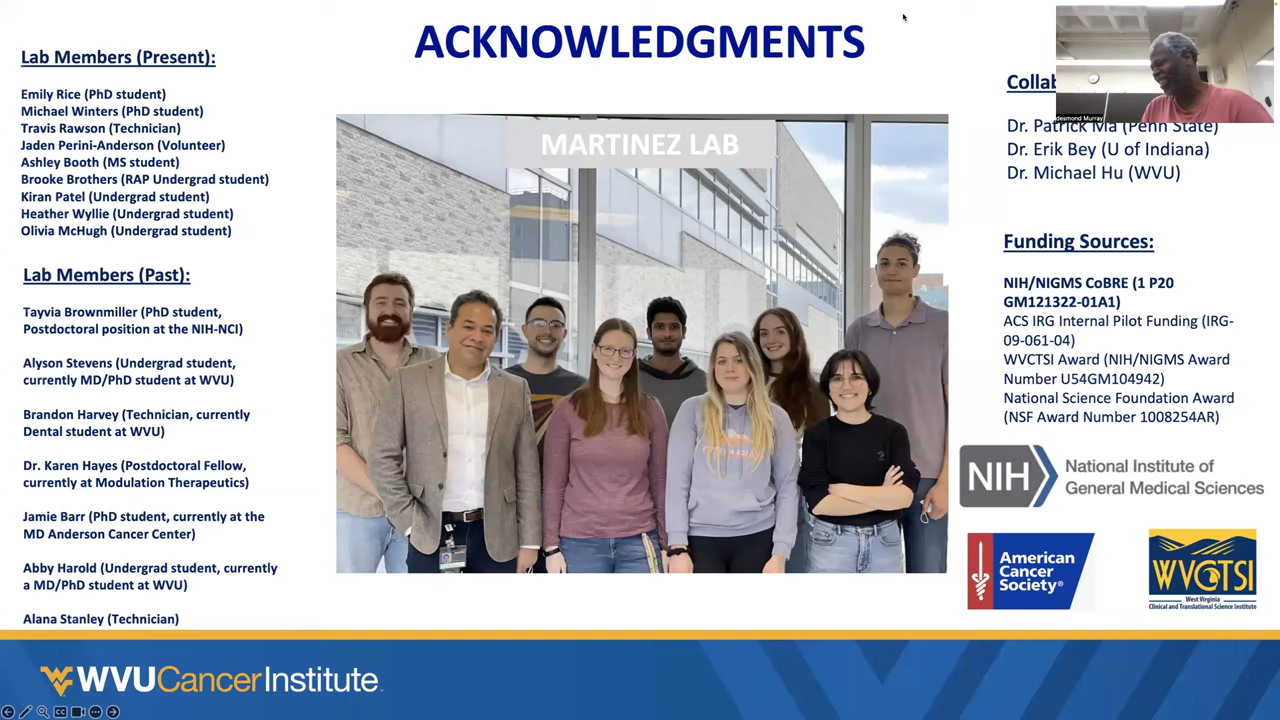 ACKNOWLEDGMENTS
Lab Members (Present):
Emily Rice (PhD student)
Michael Winters (PhD student)
Travis Rawson (Technician)
Jaden Perini-Anderson (Volunteer)
Ashley Booth (MS student)
Brooke Brothers (RAP Undergrad student)
Kiran Patel (Undergrad student)
Heather Wyllie (Undergrad student)
Olivia McHugh (Undergrad student)
Lab Members (Past):
Tayvia Brownmiller (PhD student,
Postdoctoral position at the NIH-NCI)
Alyson Stevens (Undergrad student,
currently MD/PhD student at WVU)
Brandon Harvey (Technician, currently
Dental student at WVU)
Dr. Karen Hayes (Postdoctoral Fellow,
currently at Modulation Therapeutics)
Jamie Barr (PhD student, currently at the
MD Anderson Cancer Center)
Abby Harold (Undergrad student, currently
a MD/PhD student at WVU)
Alana Stanley (Technician)
MARTINEZ LAB
desmond Murray
Collab
Dr. Patrick Ma (Penn State)
Dr. Erik Bey (U of Indiana)
Dr. Michael Hu (WVU)
Funding Sources:
NIH/NIGMS CoBRE (1 P20
GM121322-01A1)
ACS IRG Internal Pilot Funding (IRG-
09-061-04)
WVCTSI Award (NIH/NIGMS Award
Number U54GM104942)
National Science Foundation Award
(NSF Award Number 1008254AR)
NIH
National Institute of
General Medical Sciences
American
Cancer
Society®
WVCTSI
West Virginia
Clinical and Translational Science Institute
WVUCancerInstitute
CC